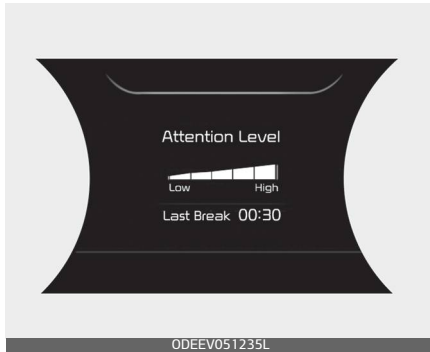 Attention Level
Low High
Last Break 00:30
ODEEV051235L